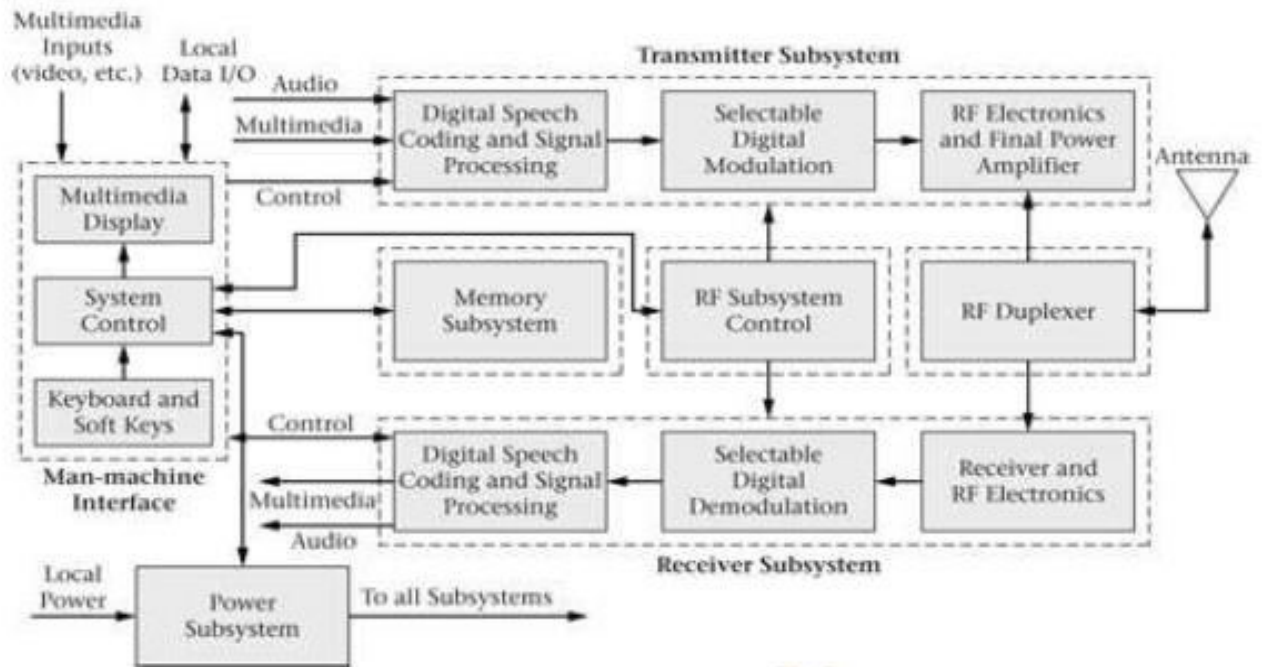 Multimedia
Inputs
(video, etc.)
Local
Data I/O
Audio
Multimedia
Control
Transmitter Subsystem
Digital Speech
Coding and Signal
Processing
Selectable
Digital
Modulation
RF Electronics
and Final Power
Amplifier
Antenna
Multimedia
Display
System
Control
Keyboard and
Soft Keys
Man-machine
Interface
Memory
Subsystem
RF Subsystem
Control
RF Duplexer
Control
Multimedia
Audio
Digital Speech
Coding and Signal
Processing
Selectable
Digital
Demodulation
Receiver and
RF Electronics
Receiver Subsystem
Local
Power
Power
Subsystem
To all Subsystems